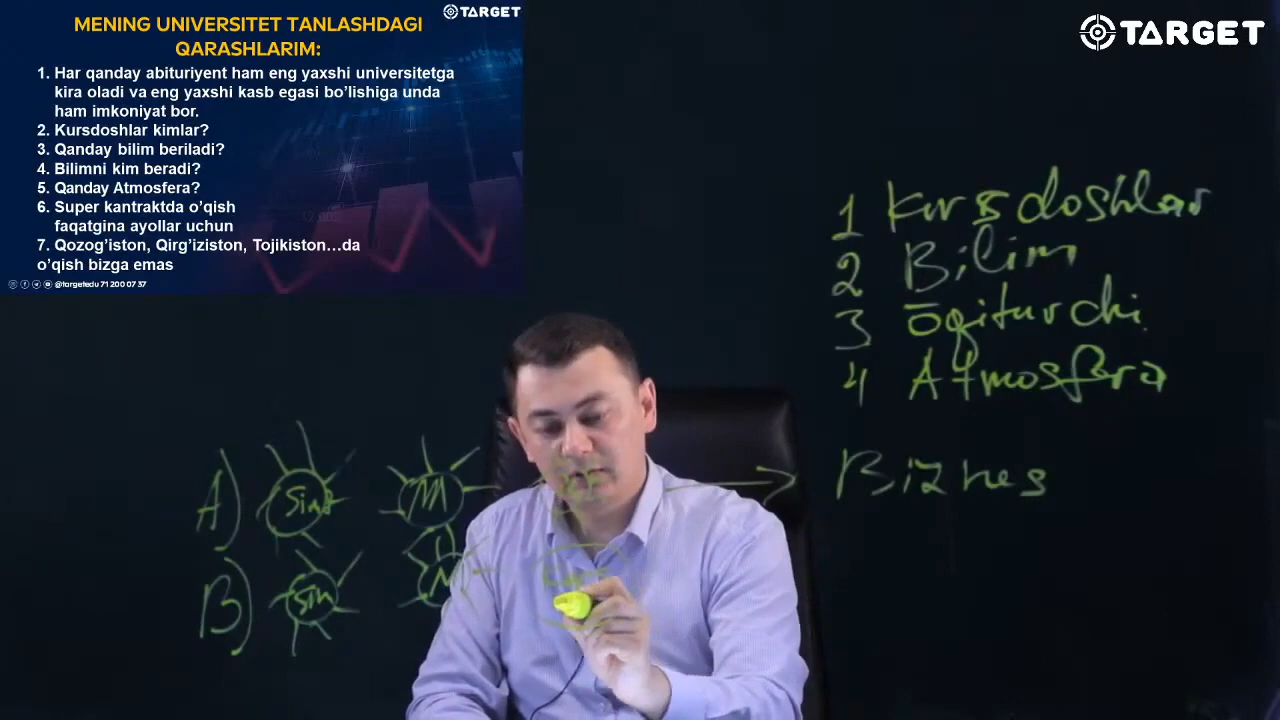 TARGET
MENING UNIVERSITET TANLASHDAGI
QARASHLARIM:
1. Har qanday abituriyent ham eng yaxshi universitetga
kira oladi va eng yaxshi kasb egasi bo'lishiga unda
ham imkoniyat bor.
2. Kursdoshlar kimlar?
3. Qanday bilim beriladi?
4. Bilimni kim beradi?
5. Qanday Atmosfera?
6. Super kantraktda o'qish
faqatgina ayollar uchun
7. Qozog'iston, Qirg'iziston, Tojikiston...da
o'qish bizga emas
@targetedu 71 200 07 37
TARGET
1 Kursdoshlar
2 Bilim
3 Oqituvchi
4 Atmosfera
Biznes
A) Sinf M
B) Sin M